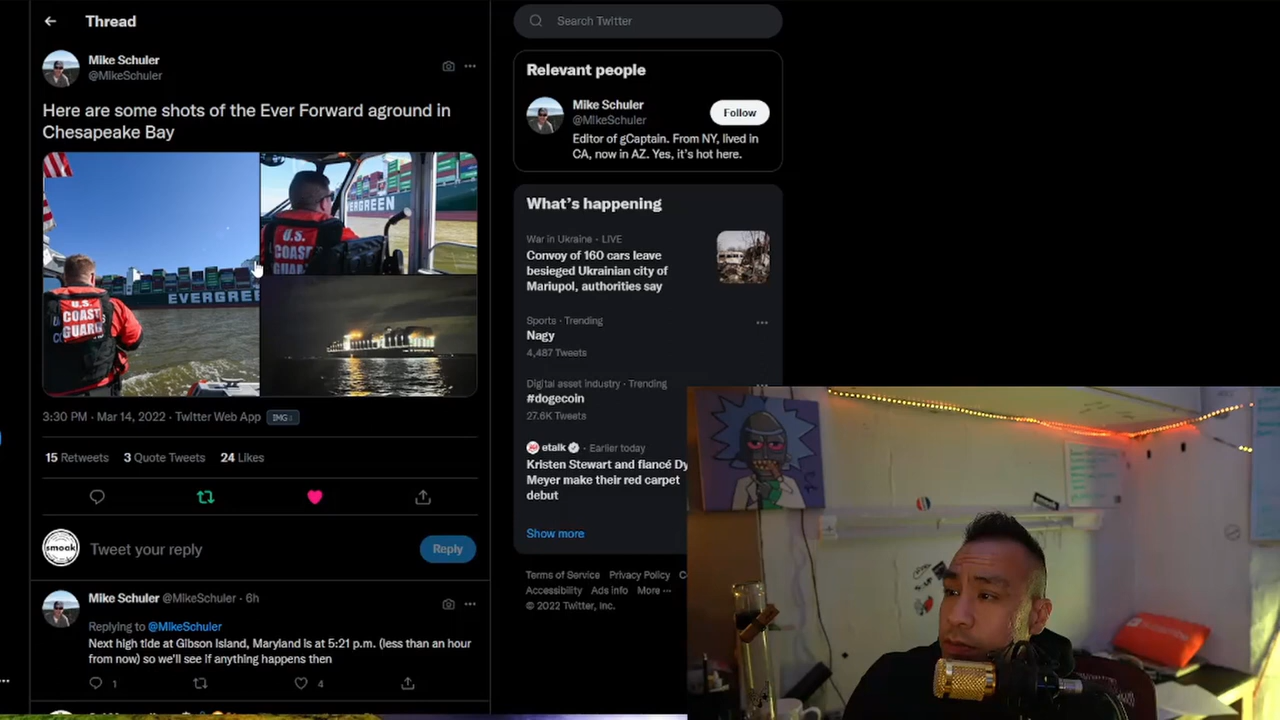 Thread
Mike Schuler
@MikeSchuler
Here are some shots of the Ever Forward aground in
Chesapeake Bay
U.S.
COAST
GUARD
EVERGREE
U.S.
COAST
GUARD
VERGREEN
3:30 PM · Mar 14, 2022 · Twitter Web App
15 Retweets 3 Quote Tweets 24 Likes
smoak
Tweet your reply
Reply
Mike Schuler @MikeSchuler · 6h
Replying to @MikeSchuler
Next high tide at Gibson Island, Maryland is at 5:21 p.m. (less than an hour
from now) so we'll see if anything happens then
1
4
Search Twitter
Relevant people
Mike Schuler
@MikeSchuler
Follow
Editor of gCaptain. From NY, lived in
CA, now in AZ. Yes, it's hot here.
What's happening
War in Ukraine · LIVE
Convoy of 160 cars leave
besieged Ukrainian city of
Mariupol, authorities say
Sports · Trending
Nagy
4,487 Tweets
Digital asset industry · Trending
#dogecoin
27.6K Tweets
etalk · Earlier today
Kristen Stewart and fiancé Dy
Meyer make their red carpet
debut
Show more
Terms of Service Privacy Policy C
Accessibility Ads info More ···
© 2022 Twitter, Inc.